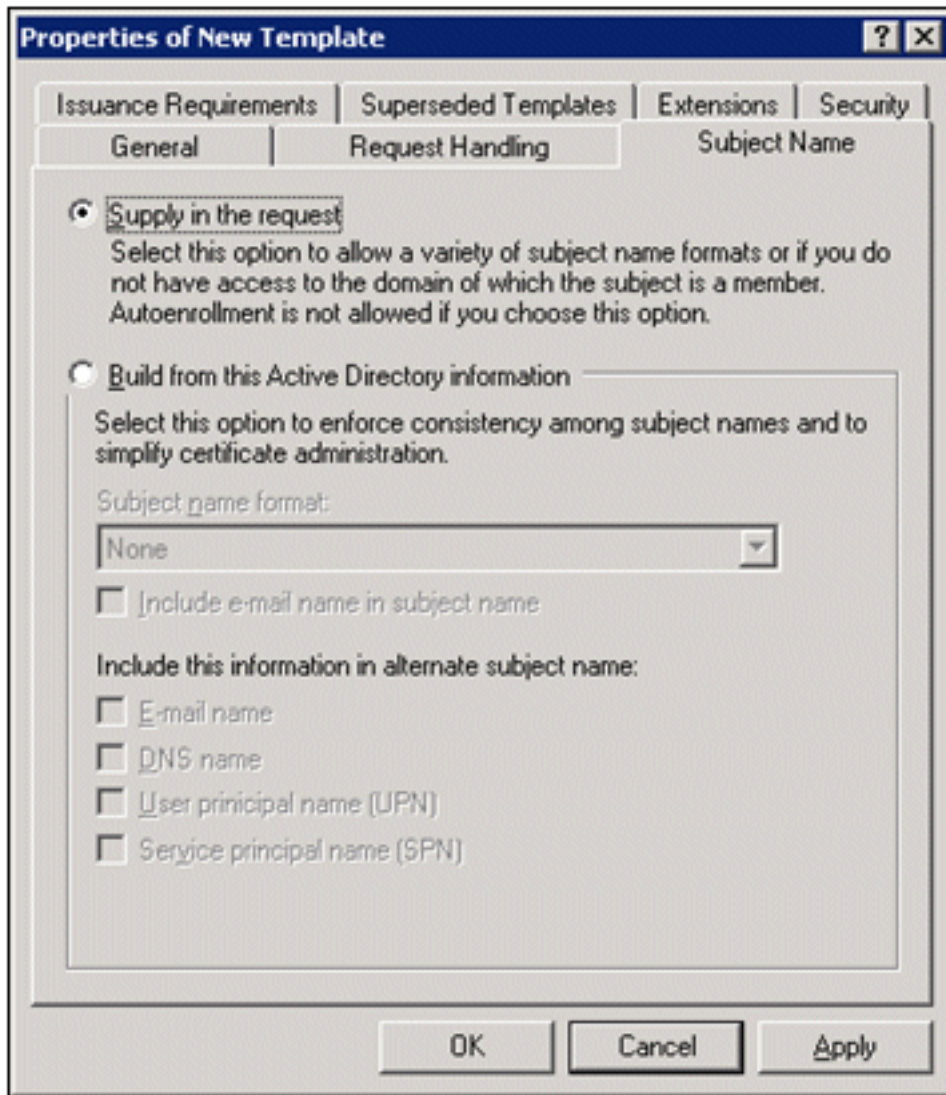 Properties of New Template
Issuance Requirements Superseded Templates Extensions Security
General Request Handling Subject Name
Supply in the request
Select this option to allow a variety of subject name formats or if you do
not have access to the domain of which the subject is a member.
Autoenrollment is not allowed if you choose this option.
Build from this Active Directory information
Select this option to enforce consistency among subject names and to
simplify certificate administration.
Subject name format:
None
Include e-mail name in subject name
Include this information in alternate subject name:
E-mail name
DNS name
User prinicipal name (UPN)
Service principal name (SPN)
OK Cancel Apply